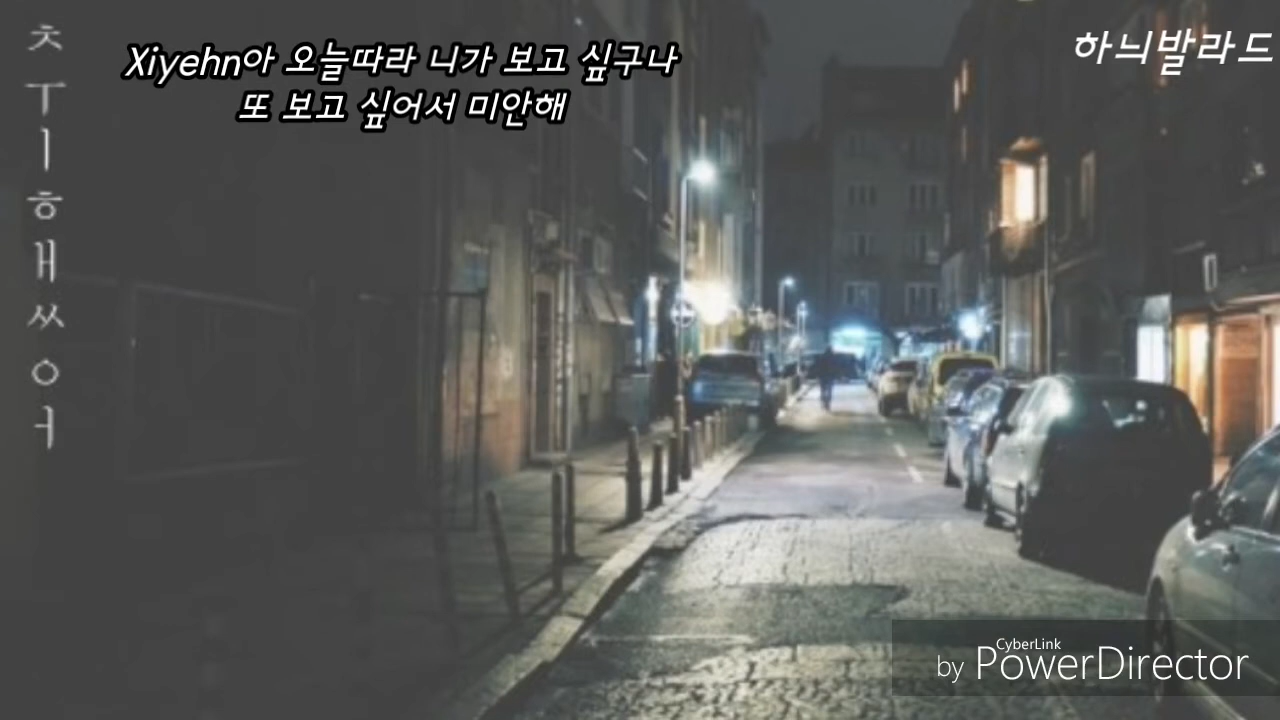 ㅊ
ㅜ
ㅣ
ㅎ
ㅐ
ㅆ
ㅇ
ㅓ
Xiyehn아 오늘따라 니가 보고 싶구나
또 보고 싶어서 미안해
하늬발라드
CyberLink
by PowerDirector